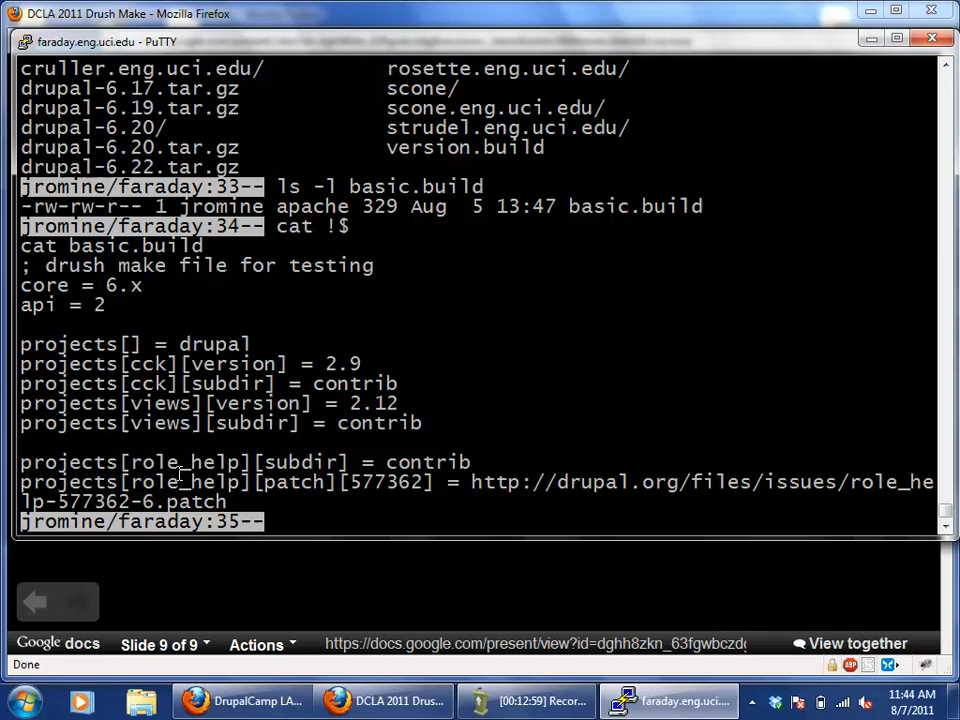 DCLA 2011 Drush Make - Mozilla Firefox
faraday.eng.uci.edu - PuTTY
cruller.eng.uci.edu/ rosette.eng.uci.edu/
drupal-6.17.tar.gz scone/
drupal-6.19.tar.gz scone.eng.uci.edu/
drupal-6.20/ strudel.eng.uci.edu/
drupal-6.20.tar.gz version.build
drupal-6.22.tar.gz
jromine/faraday:33-- ls -l basic.build
-rw-rw-r-- 1 jromine apache 329 Aug  5 13:47 basic.build
jromine/faraday:34-- cat !$
cat basic.build
; drush make file for testing
core = 6.x
api = 2
projects[] = drupal
projects[cck][version] = 2.9
projects[cck][subdir] = contrib
projects[views][version] = 2.12
projects[views][subdir] = contrib
projects[role_help][subdir] = contrib
projects[role_help][patch][577362] = http://drupal.org/files/issues/role_he
lp-577362-6.patch
jromine/faraday:35--
Google docs Slide 9 of 9 Actions https://docs.google.com/present/view?id=dghh8zkn_63fgwbczdg View together
Done
DrupalCamp LA... DCLA 2011 Drus... [00:12:59] Recor... faraday.eng.uci.... 11:44 AM
8/7/2011